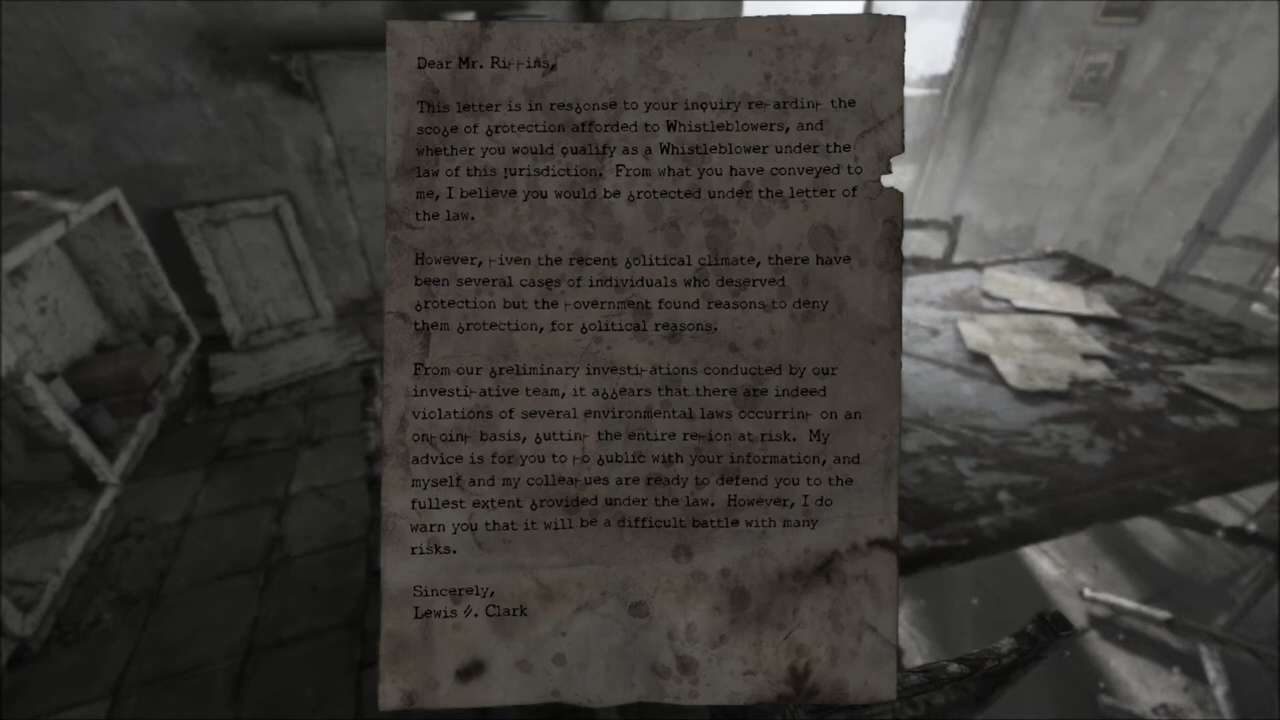 Dear Mr. Riggins,
This letter is in response to your inquiry regarding the
scope of protection afforded to Whistleblowers, and
whether you would qualify as a Whistleblower under the
law of this jurisdiction.  From what you have conveyed to
me, I believe you would be protected under the letter of
the law.
However, given the recent political climate, there have
been several cases of individuals who deserved
protection but the government found reasons to deny
them protection, for political reasons.
From our preliminary investigations conducted by our
investigative team, it appears that there are indeed
violations of several environmental laws occurring on an
ongoing basis, putting the entire region at risk.  My
advice is for you to go public with your information, and
myself and my colleagues are ready to defend you to the
fullest extent provided under the law.  However, I do
warn you that it will be a difficult battle with many
risks.
Sincerely,
Lewis Clark